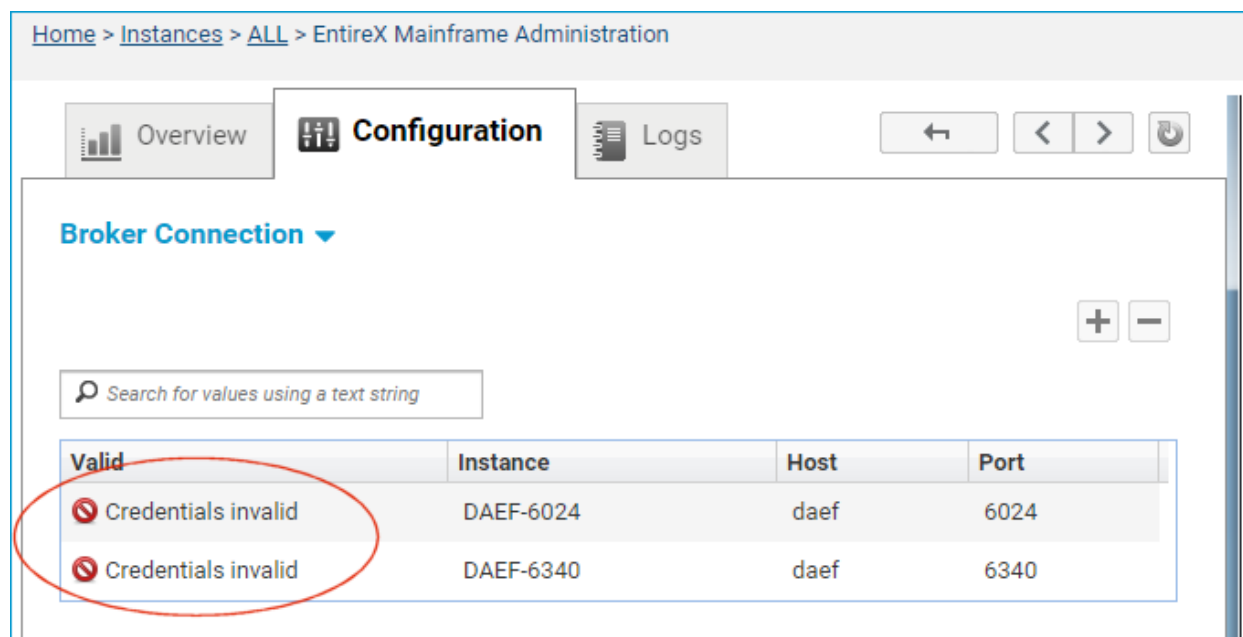 Home > Instances > ALL > EntireX Mainframe Administration
Overview Configuration Logs
Broker Connection
Search for values using a text string
Valid Instance Host Port
Credentials invalid DAEF-6024 daef 6024
Credentials invalid DAEF-6340 daef 6340